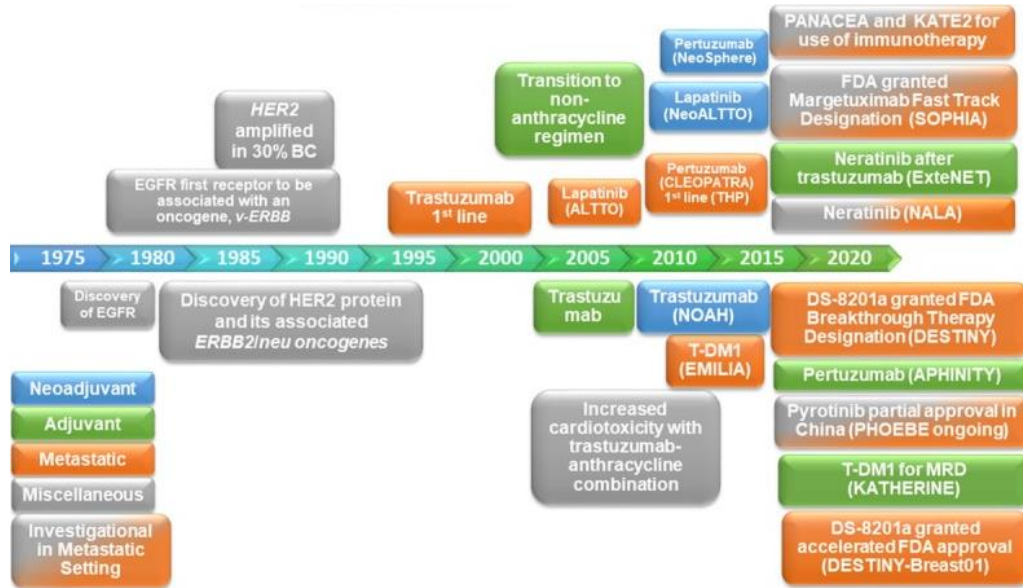 HER2
amplified
in 30% BC
EGFR first receptor to be
associated with an
oncogene, v-ERBB
Trastuzumab
1st line
Transition to
non-
anthracycline
regimen
Lapatinib
(ALTTO)
Pertuzumab
(NeoSphere)
Lapatinib
(NeoALTTO)
Pertuzumab
(CLEOPATRA)
1st line (THP)
PANACEA and KATE2 for
use of immunotherapy
FDA granted
Margetuximab Fast Track
Designation (SOPHIA)
Neratinib after
trastuzumab (ExteNET)
Neratinib (NALA)
1975 1980 1985 1990 1995 2000 2005 2010 2015 2020
Discovery
of EGFR
Discovery of HER2 protein
and its associated
ERBB2/neu oncogenes
Trastuzu
mab
Trastuzumab
(NOAH)
T-DM1
(EMILIA)
Increased
cardiotoxicity with
trastuzumab-
anthracycline
combination
DS-8201a granted FDA
Breakthrough Therapy
Designation (DESTINY)
Pertuzumab (APHINITY)
Pyrotinib partial approval in
China (PHOEBE ongoing)
T-DM1 for MRD
(KATHERINE)
DS-8201a granted
accelerated FDA approval
(DESTINY-Breast01)
Neoadjuvant
Adjuvant
Metastatic
Miscellaneous
Investigational
in Metastatic
Setting